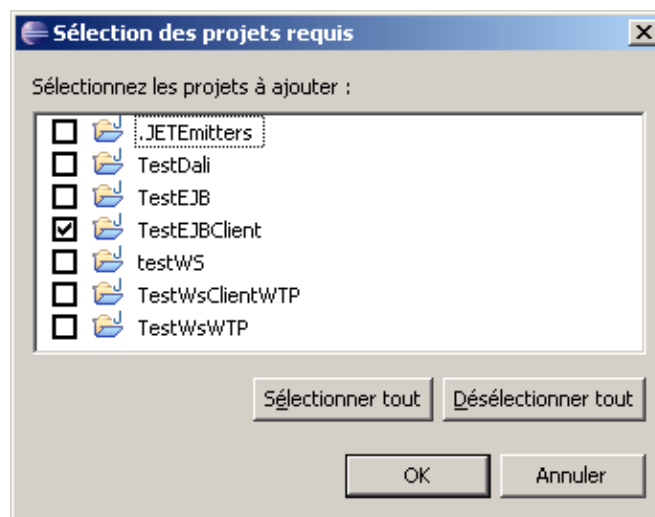 Sélection des projets requis
Sélectionnez les projets à ajouter :
.JETEmitters
TestDali
TestEJB
TestEJBClient
testWS
TestWsClientWTP
TestWsWTP
Sélectionner tout Désélectionner tout
OK Annuler